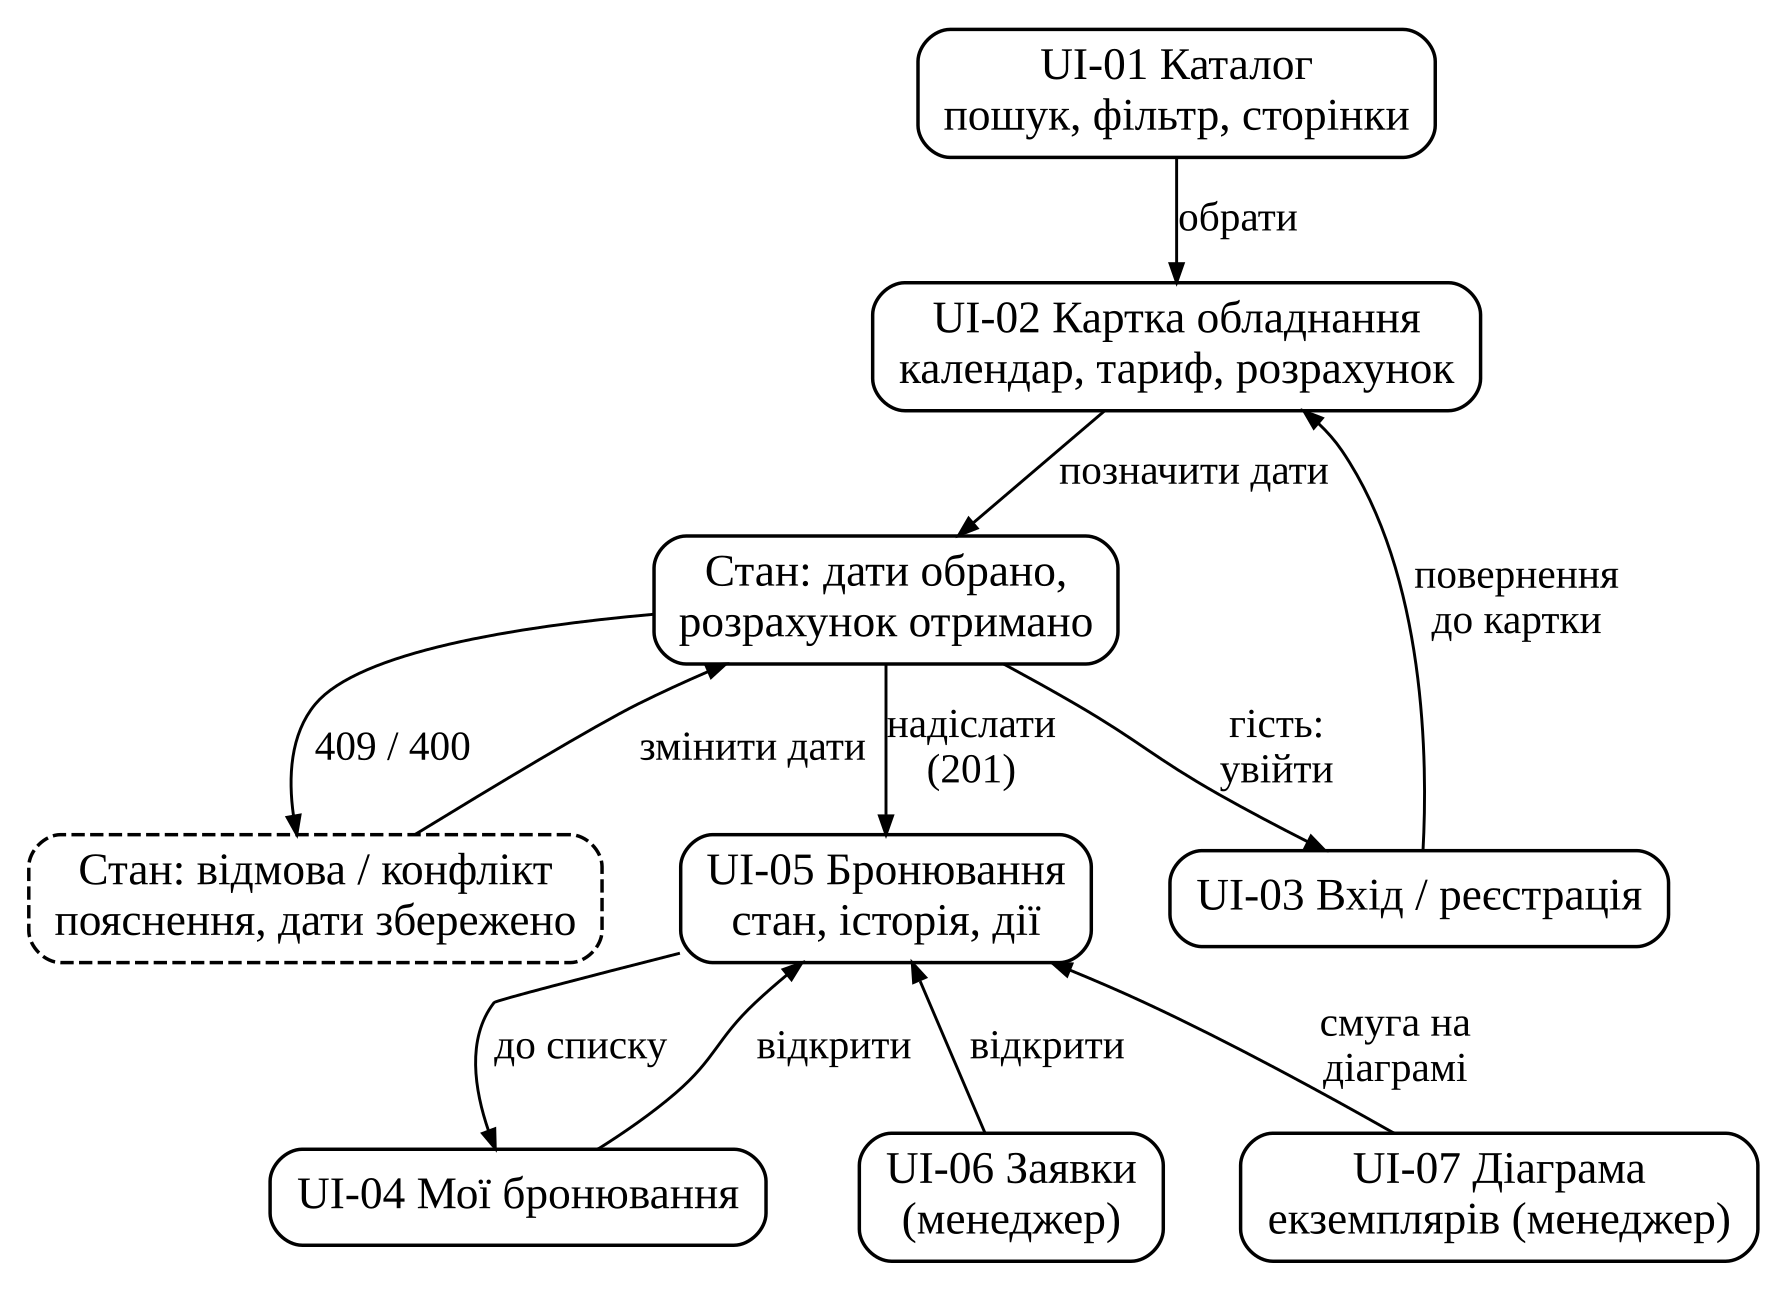 UI-01 Каталог
пошук, фільтр, сторінки
обрати
UI-02 Картка обладнання
календар, тариф, розрахунок
позначити дати
Стан: дати обрано,
розрахунок отримано
повернення
до картки
409 / 400
змінити дати
надіслати
(201)
гість:
увійти
Стан: відмова / конфлікт
пояснення, дати збережено
UI-05 Бронювання
стан, історія, дії
UI-03 Вхід / реєстрація
до списку
відкрити
відкрити
смуга на
діаграмі
UI-04 Мої бронювання
UI-06 Заявки
(менеджер)
UI-07 Діаграма
екземплярів (менеджер)